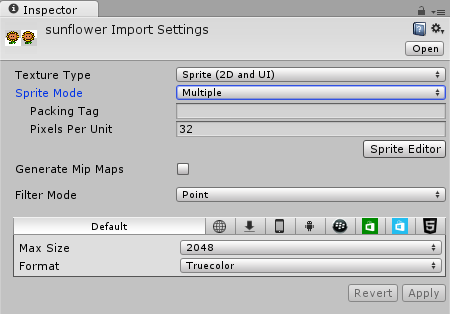 Inspector
sunflower Import Settings
Open
Texture Type Sprite (2D and UI)
Sprite Mode Multiple
Packing Tag
Pixels Per Unit 32
Sprite Editor
Generate Mip Maps
Filter Mode Point
Default
Max Size 2048
Format Truecolor
Revert Apply